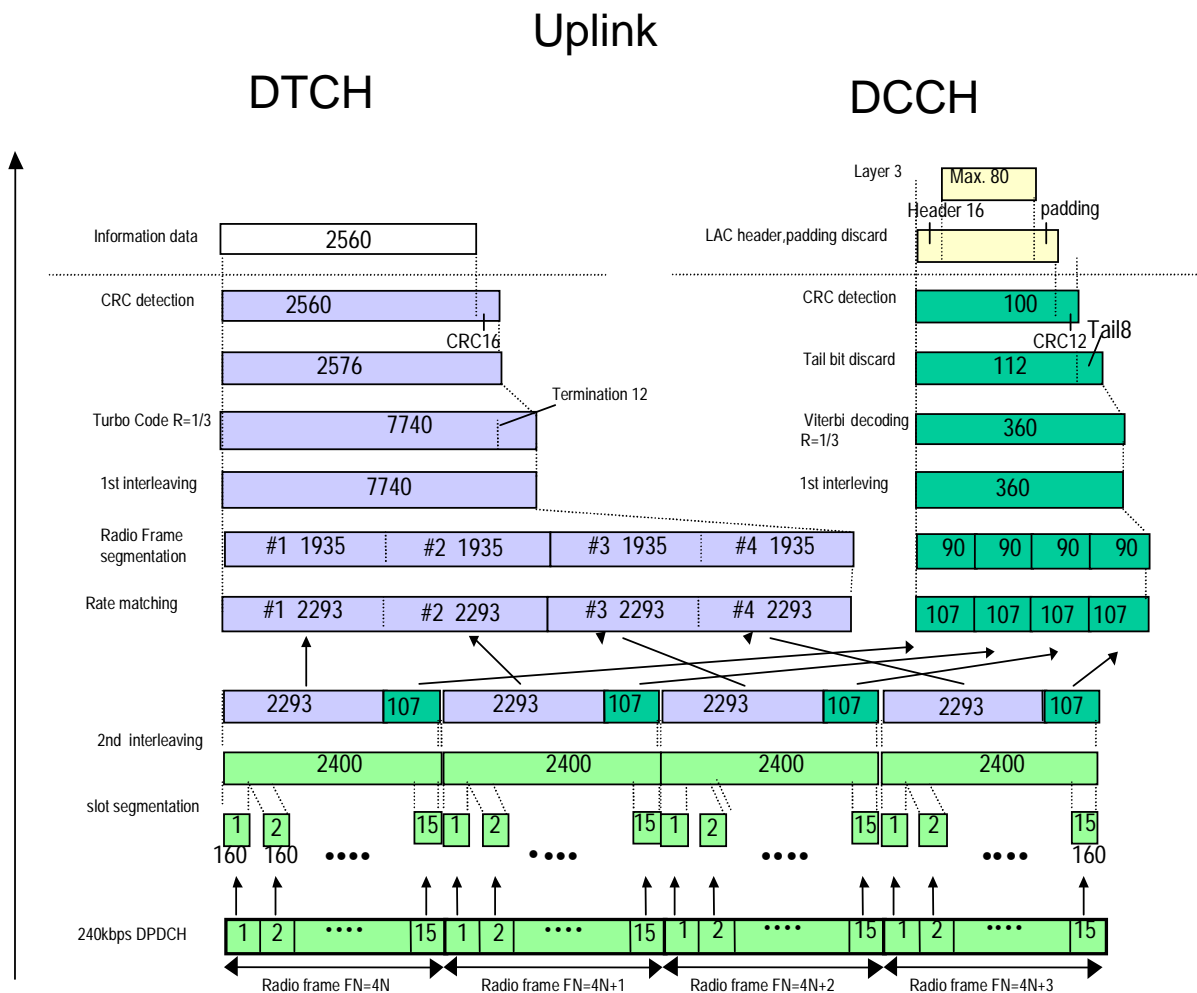 Uplink
DTCH
DCCH
Layer 3
Max. 80
Header 16
padding
Information data
2560
LAC header,padding discard
CRC detection
2560
CRC detection
100
CRC16
CRC12
Tail8
2576
Tail bit discard
112
Termination 12
Turbo Code R=1/3
7740
Viterbi decoding
R=1/3
360
1st interleaving
7740
1st interleving
360
Radio Frame
segmentation
#1 1935
#2 1935
#3 1935
#4 1935
90 90 90 90
Rate matching
#1 2293
#2 2293
#3 2293
#4 2293
107 107 107 107
2293 107 2293 107 2293 107 2293 107
2nd interleaving
2400 2400 2400 2400
slot segmentation
1 2 15 1 2 15 1 2 15 1 2 15
160 160 •••• •••• •••• •••• 160
240kbps DPDCH
1 2 •••• 15 1 2 •••• 15 1 2 •••• 15 1 2 •••• 15
Radio frame FN=4N
Radio frame FN=4N+1
Radio frame FN=4N+2
Radio frame FN=4N+3